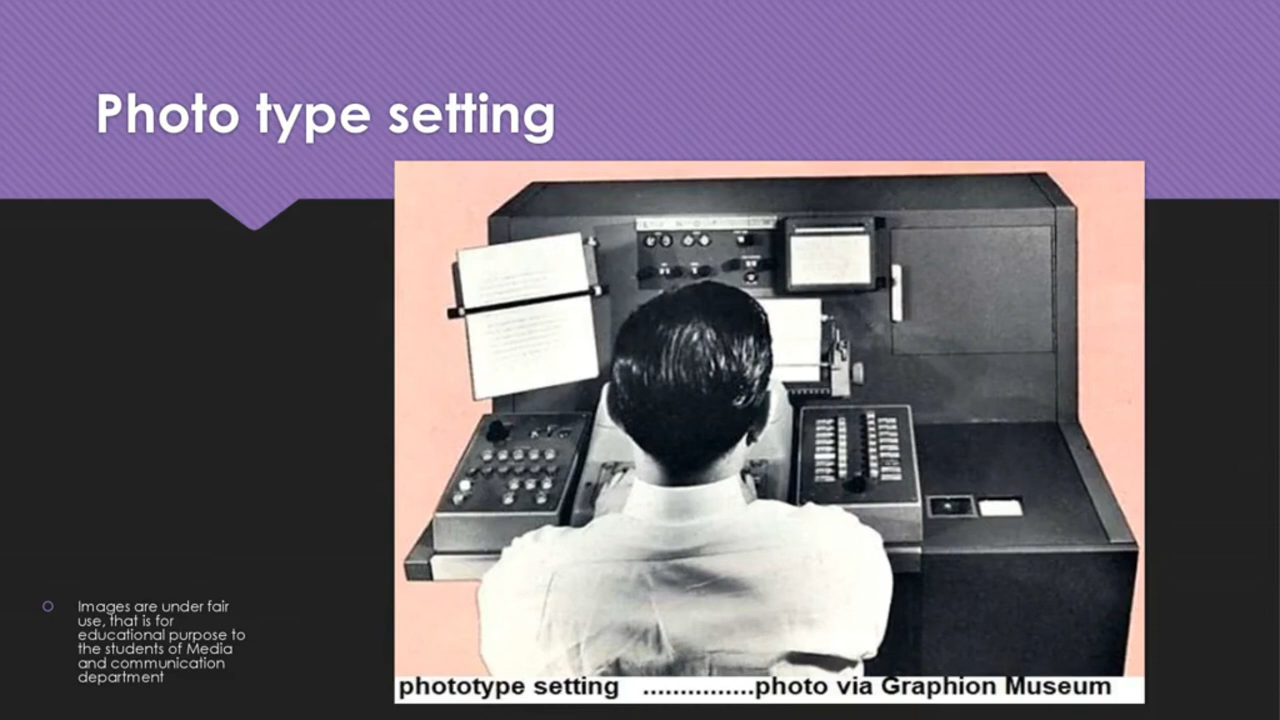 Photo type setting
Images are under fair
use, that is for
educational purpose to
the students of Media
and communication
department
phototype setting ...............photo via Graphion Museum